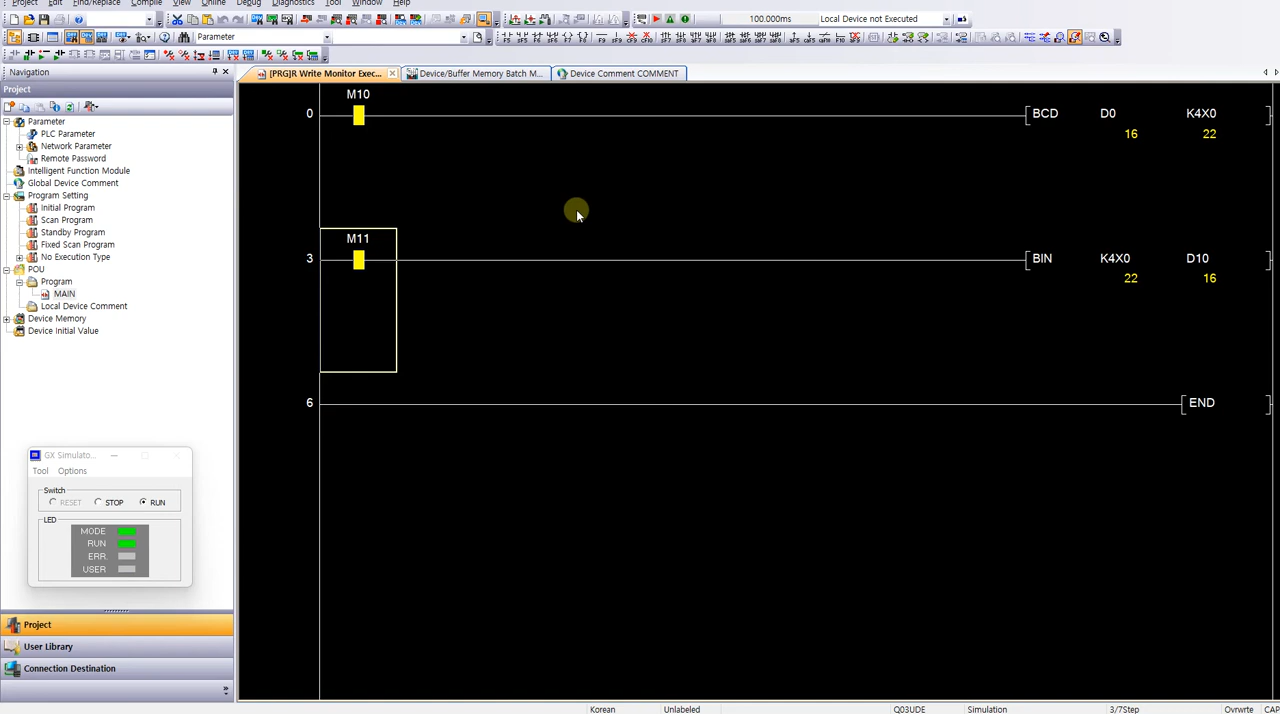 Project Edit Find/Replace Compile View Online Debug Diagnostics Tool Window Help
100.000ms Local Device not Executed
Parameter
Navigation
[PRG]R Write Monitor Exec...
Device/Buffer Memory Batch M...
Device Comment COMMENT
Project
Parameter
PLC Parameter
Network Parameter
Remote Password
Intelligent Function Module
Global Device Comment
Program Setting
Initial Program
Scan Program
Standby Program
Fixed Scan Program
No Execution Type
POU
Program
MAIN
Local Device Comment
Device Memory
Device Initial Value
M10
0 BCD D0 K4X0
16 22
M11
3 BIN K4X0 D10
22 16
6 END
GX Simulato...
Tool Options
Switch
RESET STOP RUN
LED
MODE
RUN
ERR.
USER
Project
User Library
Connection Destination
Korean Unlabeled Q03UDE Simulation 3/7Step Ovrwrte CAP